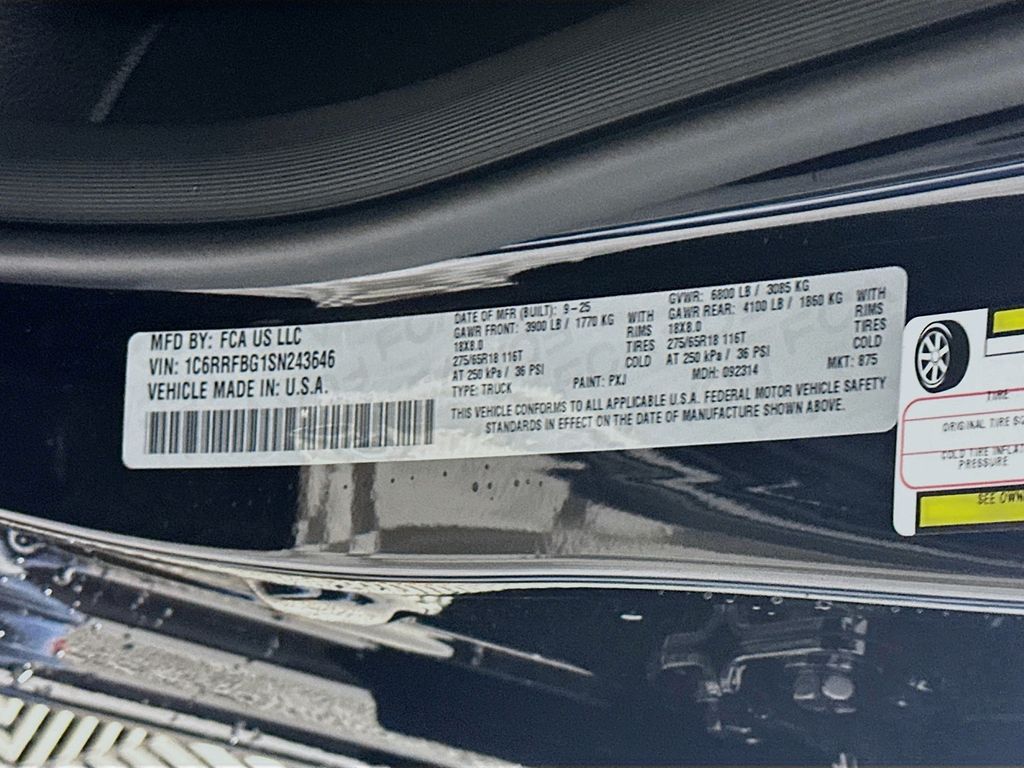 MFD BY: FCA US LLC
VIN: 1C6RRFBG1SN243646
VEHICLE MADE IN: U.S.A.
DATE OF MFR (BUILT): 9-25
GVWR: 6800 LB / 3085 KG
GAWR FRONT: 3900 LB / 1770 KG WITH
GAWR REAR: 4100 LB / 1860 KG WITH
18X8.0 RIMS
18X8.0 RIMS
275/65R18 116T TIRES
275/65R18 116T TIRES
AT 250 kPa / 36 PSI COLD
AT 250 kPa / 36 PSI COLD
TYPE: TRUCK PAINT: PXJ MDH: 092314 MKT: 875
THIS VEHICLE CONFORMS TO ALL APPLICABLE U.S.A. FEDERAL MOTOR VEHICLE SAFETY
STANDARDS IN EFFECT ON THE DATE OF MANUFACTURE SHOWN ABOVE.
TIRE
ORIGINAL TIRE
COLD TIRE
PRESSURE
SEE